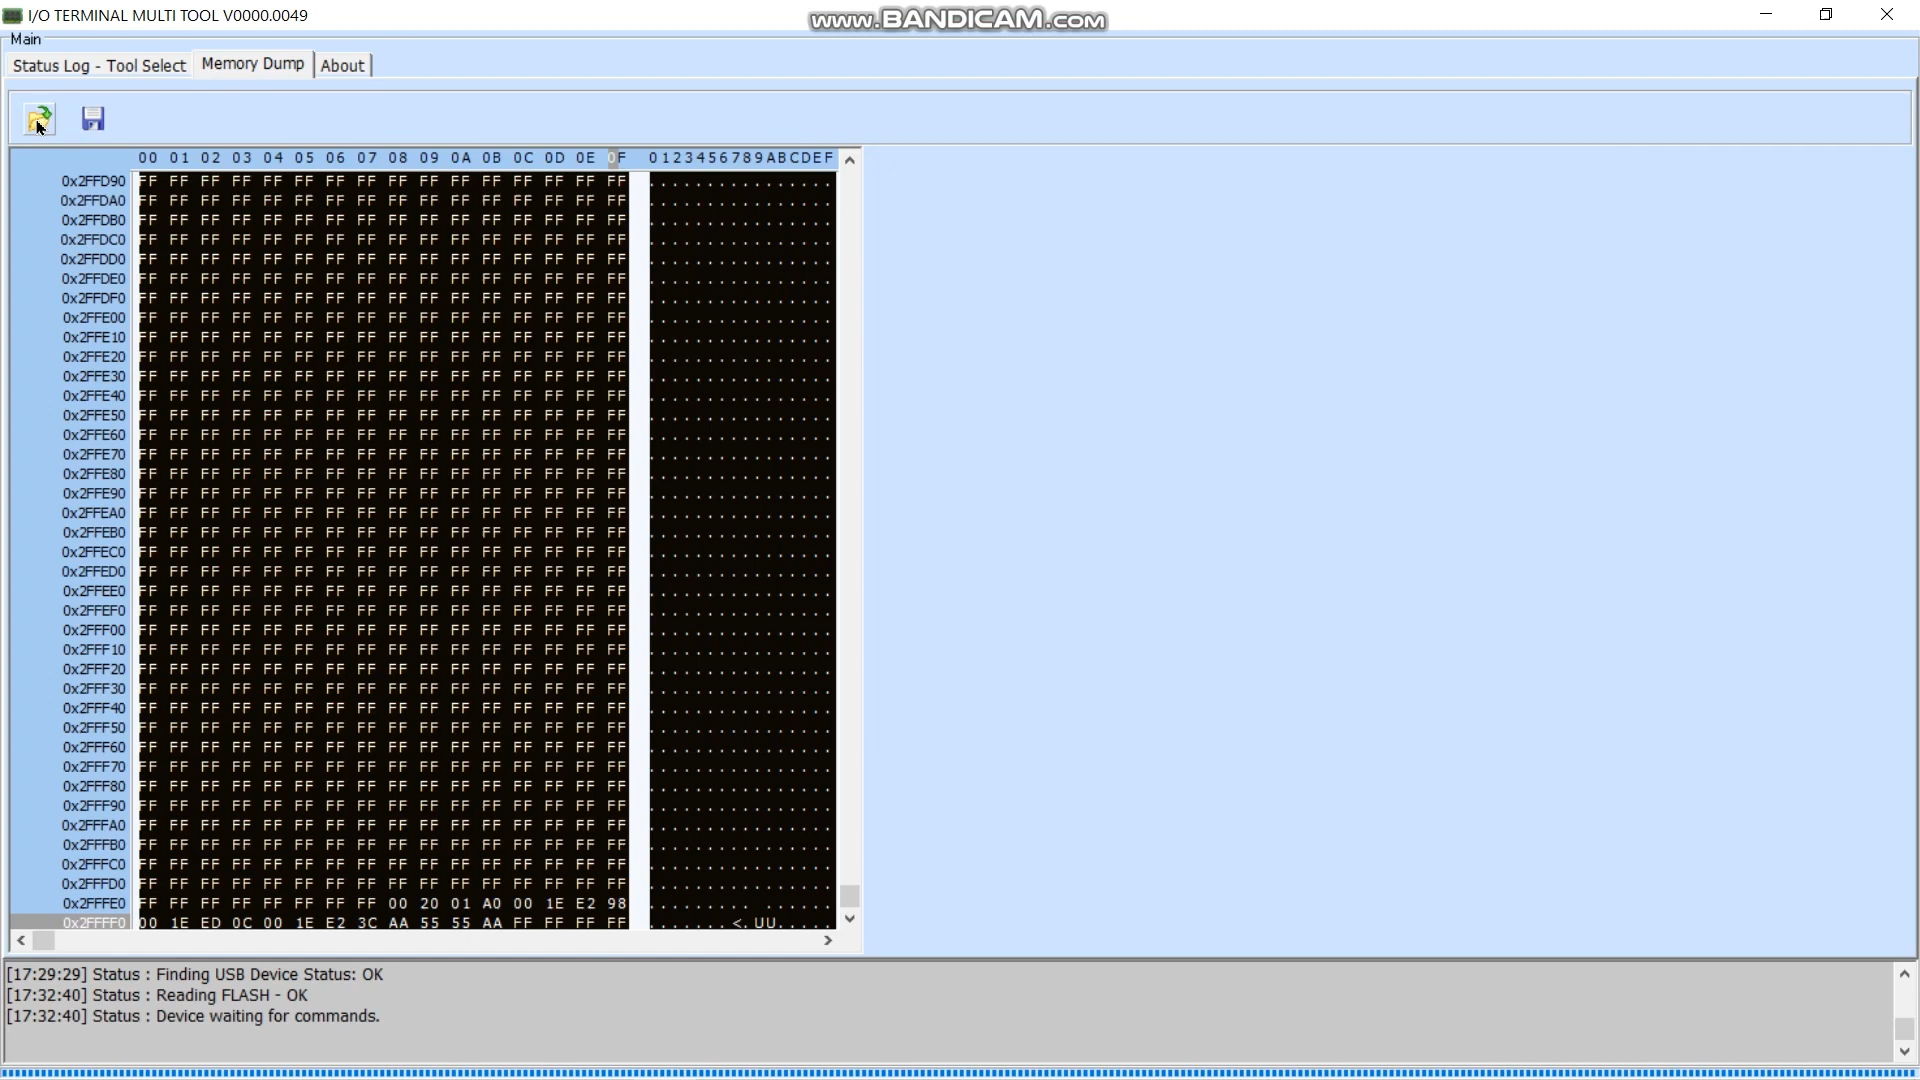 I/O TERMINAL MULTI TOOL V0000.0049
www.BANDICAM.COM
Main
Status Log - Tool Select Memory Dump About
00 01 02 03 04 05 06 07 08 09 0A 0B 0C 0D 0E 0F 0123456789ABCDEF
0x2FFD90 FF FF FF FF FF FF FF FF FF FF FF FF FF FF FF FF ................
0x2FFDA0 FF FF FF FF FF FF FF FF FF FF FF FF FF FF FF FF ................
0x2FFDB0 FF FF FF FF FF FF FF FF FF FF FF FF FF FF FF FF ................
0x2FFDC0 FF FF FF FF FF FF FF FF FF FF FF FF FF FF FF FF ................
0x2FFDD0 FF FF FF FF FF FF FF FF FF FF FF FF FF FF FF FF ................
0x2FFDE0 FF FF FF FF FF FF FF FF FF FF FF FF FF FF FF FF ................
0x2FFDF0 FF FF FF FF FF FF FF FF FF FF FF FF FF FF FF FF ................
0x2FFE00 FF FF FF FF FF FF FF FF FF FF FF FF FF FF FF FF ................
0x2FFE10 FF FF FF FF FF FF FF FF FF FF FF FF FF FF FF FF ................
0x2FFE20 FF FF FF FF FF FF FF FF FF FF FF FF FF FF FF FF ................
0x2FFE30 FF FF FF FF FF FF FF FF FF FF FF FF FF FF FF FF ................
0x2FFE40 FF FF FF FF FF FF FF FF FF FF FF FF FF FF FF FF ................
0x2FFE50 FF FF FF FF FF FF FF FF FF FF FF FF FF FF FF FF ................
0x2FFE60 FF FF FF FF FF FF FF FF FF FF FF FF FF FF FF FF ................
0x2FFE70 FF FF FF FF FF FF FF FF FF FF FF FF FF FF FF FF ................
0x2FFE80 FF FF FF FF FF FF FF FF FF FF FF FF FF FF FF FF ................
0x2FFE90 FF FF FF FF FF FF FF FF FF FF FF FF FF FF FF FF ................
0x2FFEA0 FF FF FF FF FF FF FF FF FF FF FF FF FF FF FF FF ................
0x2FFEB0 FF FF FF FF FF FF FF FF FF FF FF FF FF FF FF FF ................
0x2FFEC0 FF FF FF FF FF FF FF FF FF FF FF FF FF FF FF FF ................
0x2FFED0 FF FF FF FF FF FF FF FF FF FF FF FF FF FF FF FF ................
0x2FFEE0 FF FF FF FF FF FF FF FF FF FF FF FF FF FF FF FF ................
0x2FFEF0 FF FF FF FF FF FF FF FF FF FF FF FF FF FF FF FF ................
0x2FFF00 FF FF FF FF FF FF FF FF FF FF FF FF FF FF FF FF ................
0x2FFF10 FF FF FF FF FF FF FF FF FF FF FF FF FF FF FF FF ................
0x2FFF20 FF FF FF FF FF FF FF FF FF FF FF FF FF FF FF FF ................
0x2FFF30 FF FF FF FF FF FF FF FF FF FF FF FF FF FF FF FF ................
0x2FFF40 FF FF FF FF FF FF FF FF FF FF FF FF FF FF FF FF ................
0x2FFF50 FF FF FF FF FF FF FF FF FF FF FF FF FF FF FF FF ................
0x2FFF60 FF FF FF FF FF FF FF FF FF FF FF FF FF FF FF FF ................
0x2FFF70 FF FF FF FF FF FF FF FF FF FF FF FF FF FF FF FF ................
0x2FFF80 FF FF FF FF FF FF FF FF FF FF FF FF FF FF FF FF ................
0x2FFF90 FF FF FF FF FF FF FF FF FF FF FF FF FF FF FF FF ................
0x2FFFA0 FF FF FF FF FF FF FF FF FF FF FF FF FF FF FF FF ................
0x2FFFB0 FF FF FF FF FF FF FF FF FF FF FF FF FF FF FF FF ................
0x2FFFC0 FF FF FF FF FF FF FF FF FF FF FF FF FF FF FF FF ................
0x2FFFD0 FF FF FF FF FF FF FF FF FF FF FF FF FF FF FF FF ................
0x2FFFE0 FF FF FF FF FF FF FF FF 00 20 01 A0 00 1E E2 98 ......... ......
0x2FFFF0 00 1E ED 0C 00 1E E2 3C AA 55 55 AA FF FF FF FF .......<.UU.....
[17:29:29] Status : Finding USB Device Status: OK
[17:32:40] Status : Reading FLASH - OK
[17:32:40] Status : Device waiting for commands.